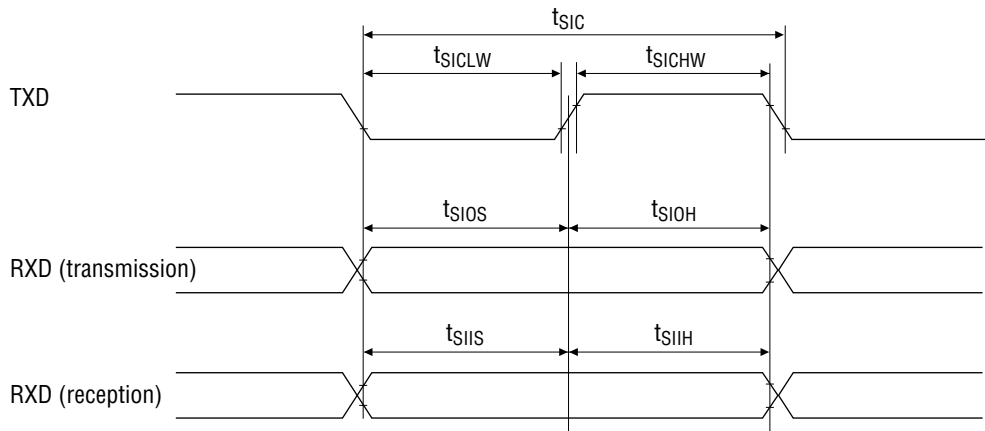 tSIC
tSICLW tSICHW
TXD
tSIOS tSIOH
RXD (transmission)
tSIIS tSIIH
RXD (reception)